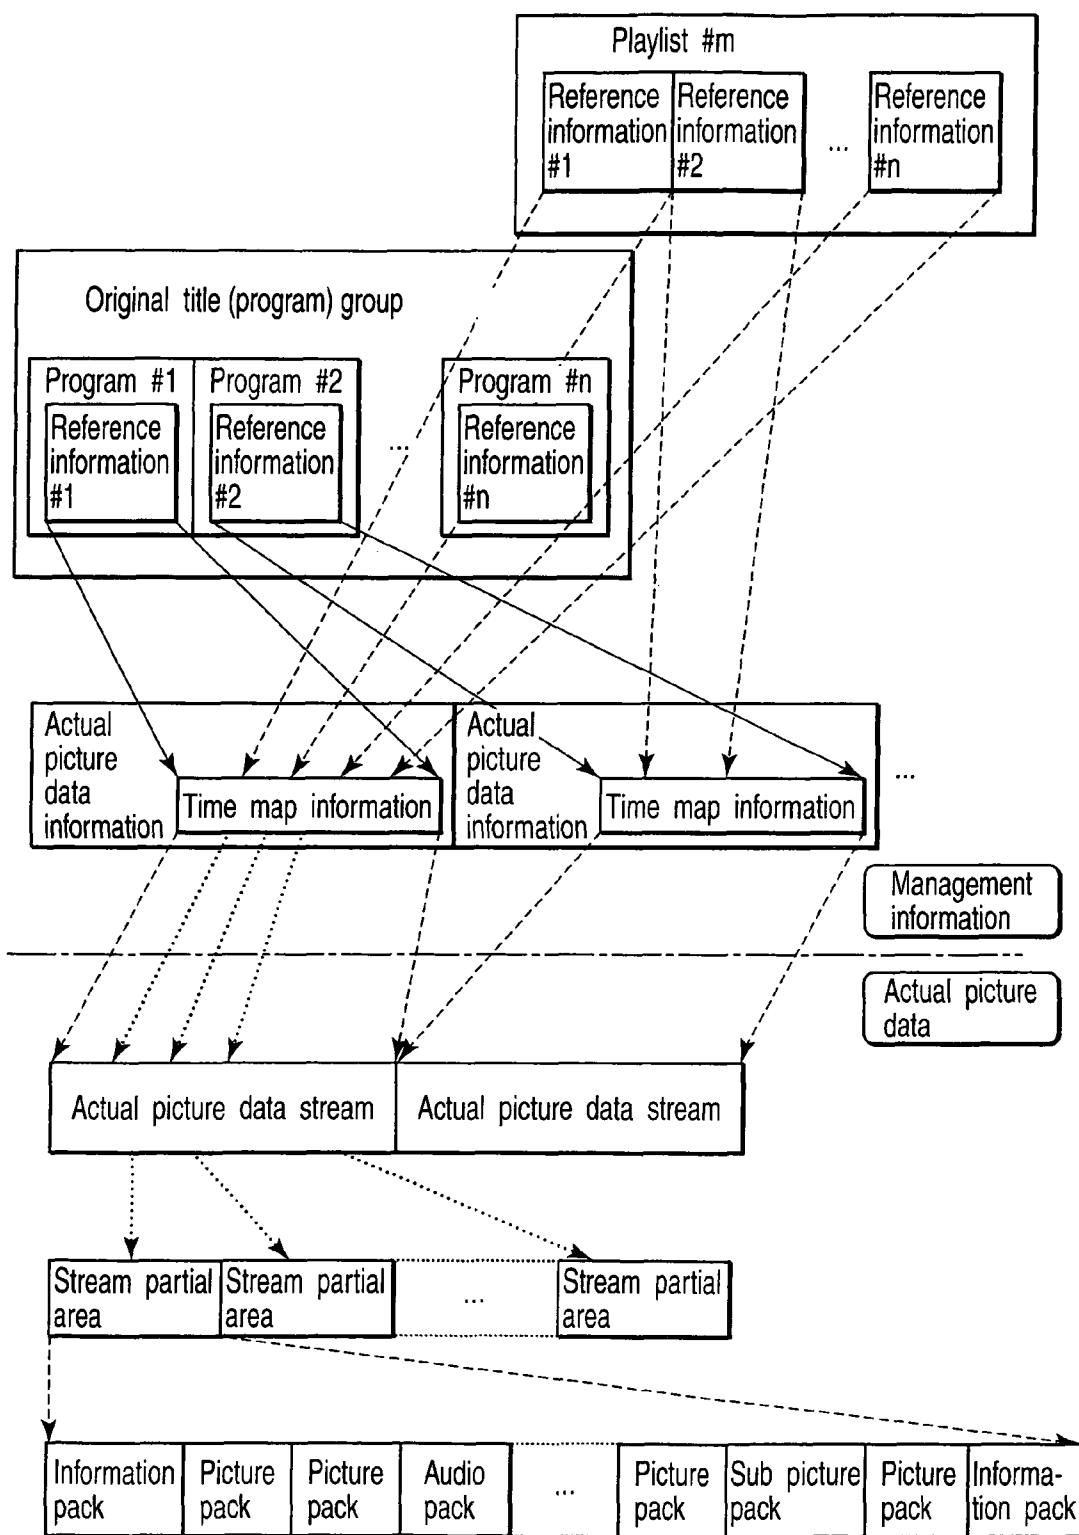 Playlist #m
Reference information #1
Reference information #2
...
Reference information #n
Original title (program) group
Program #1
Reference information #1
Program #2
Reference information #2
...
Program #n
Reference information #n
Actual picture data information
Time map information
Actual picture data information
Time map information
...
Management information
Actual picture data
Actual picture data stream
Actual picture data stream
Stream partial area
Stream partial area
...
Stream partial area
Information pack
Picture pack
Picture pack
Audio pack
...
Picture pack
Sub picture pack
Picture pack
Informa-
tion pack